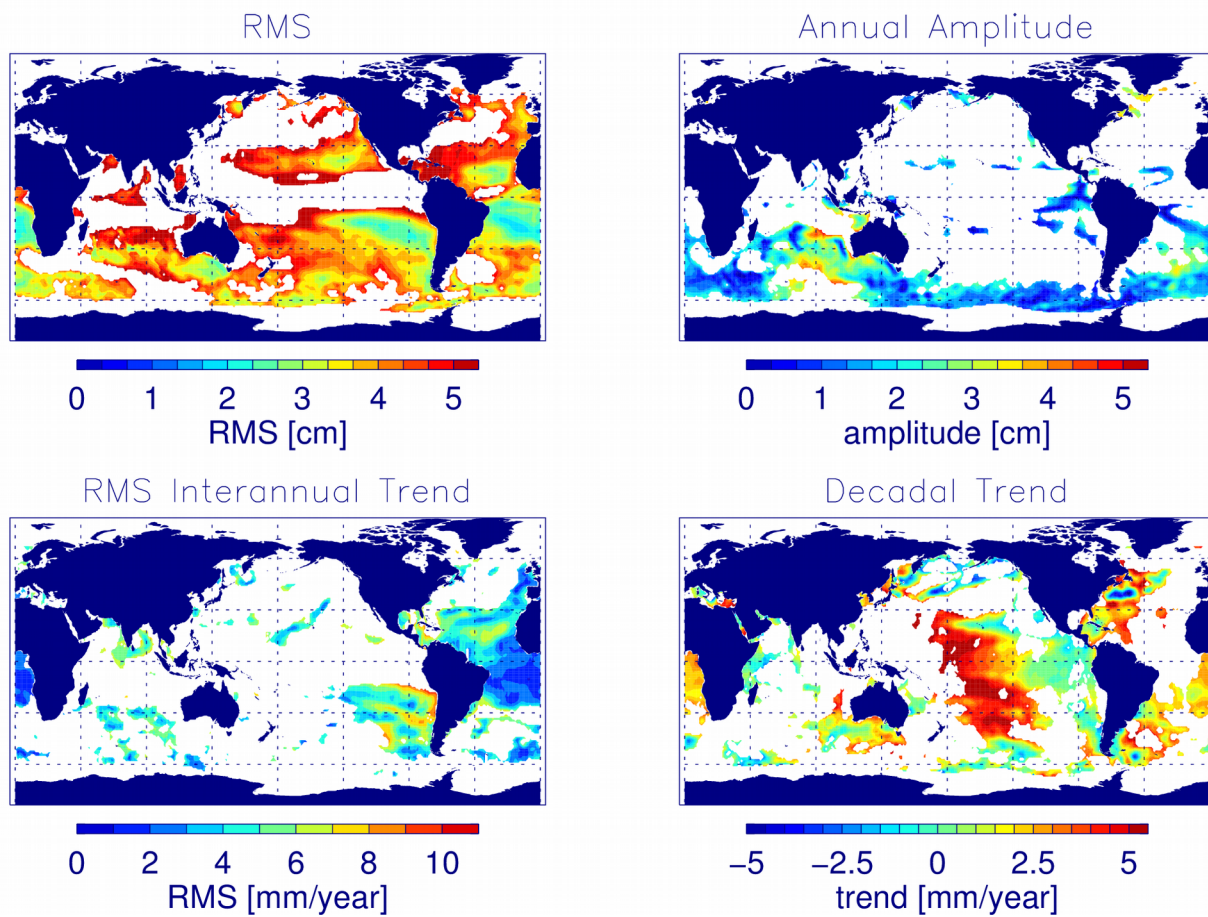 RMS
Annual Amplitude
0 1 2 3 4 5
RMS [cm]
0 1 2 3 4 5
amplitude [cm]
RMS Interannual Trend
Decadal Trend
0 2 4 6 8 10
RMS [mm/year]
−5 −2.5 0 2.5 5
trend [mm/year]